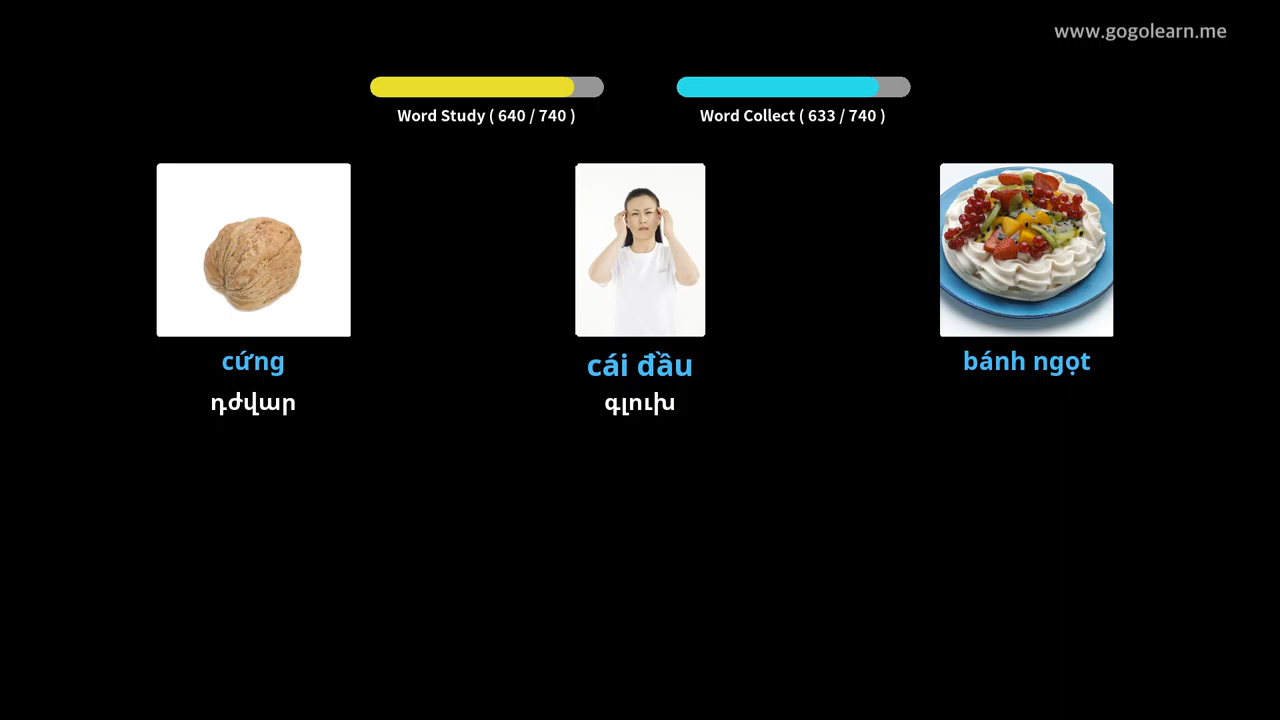 www.gogolearn.me
Word Study ( 640 / 740 )
Word Collect ( 633 / 740 )
cứng
դժվար
cái đầu
գլուխ
bánh ngọt